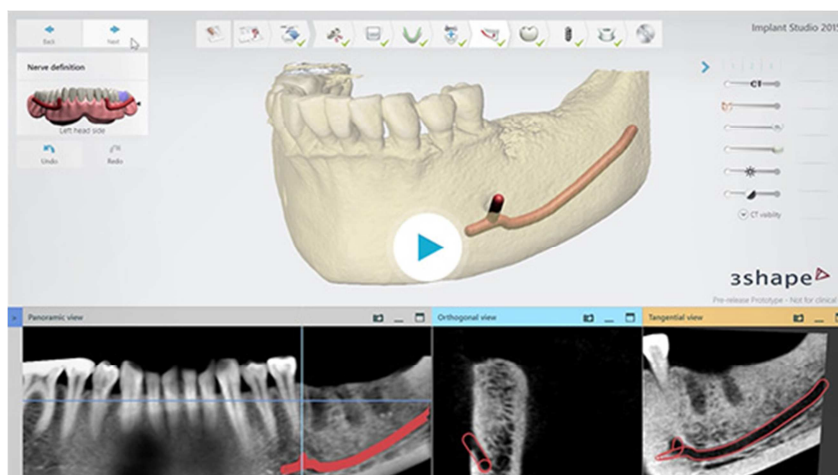 Back
Next
Implant Studio 2015
Nerve definition
Left head side
Undo
Redo
CT
CT visibility
3shape
Pre-release Prototype - Not for clinical
Panoramic view
Orthogonal view
Tangential view